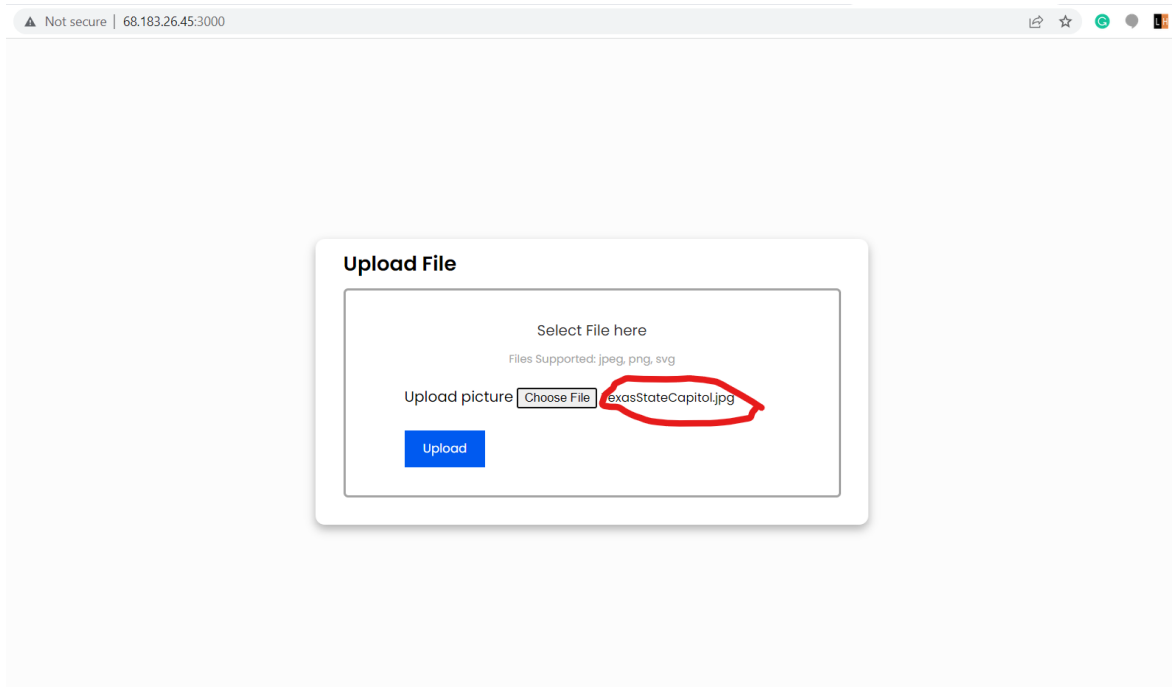 Not secure | 68.183.26.45:3000
Upload File
Select File here
Files Supported: jpeg, png, svg
Upload picture Choose File exasStateCapitol.jpg
Upload